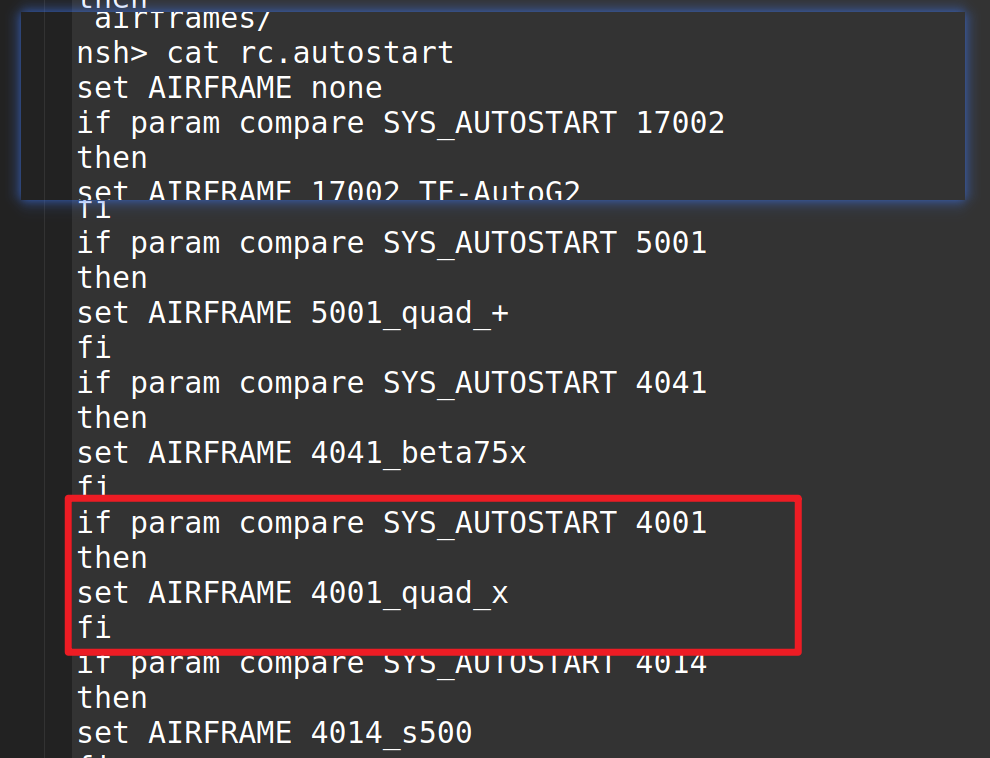 then
airframes/
nsh> cat rc.autostart
set AIRFRAME none
if param compare SYS_AUTOSTART 17002
then
set AIRFRAME 17002_TF-AutoG2
fi
if param compare SYS_AUTOSTART 5001
then
set AIRFRAME 5001_quad_+
fi
if param compare SYS_AUTOSTART 4041
then
set AIRFRAME 4041_beta75x
fi
if param compare SYS_AUTOSTART 4001
then
set AIRFRAME 4001_quad_x
fi
if param compare SYS_AUTOSTART 4014
then
set AIRFRAME 4014_s500
fi